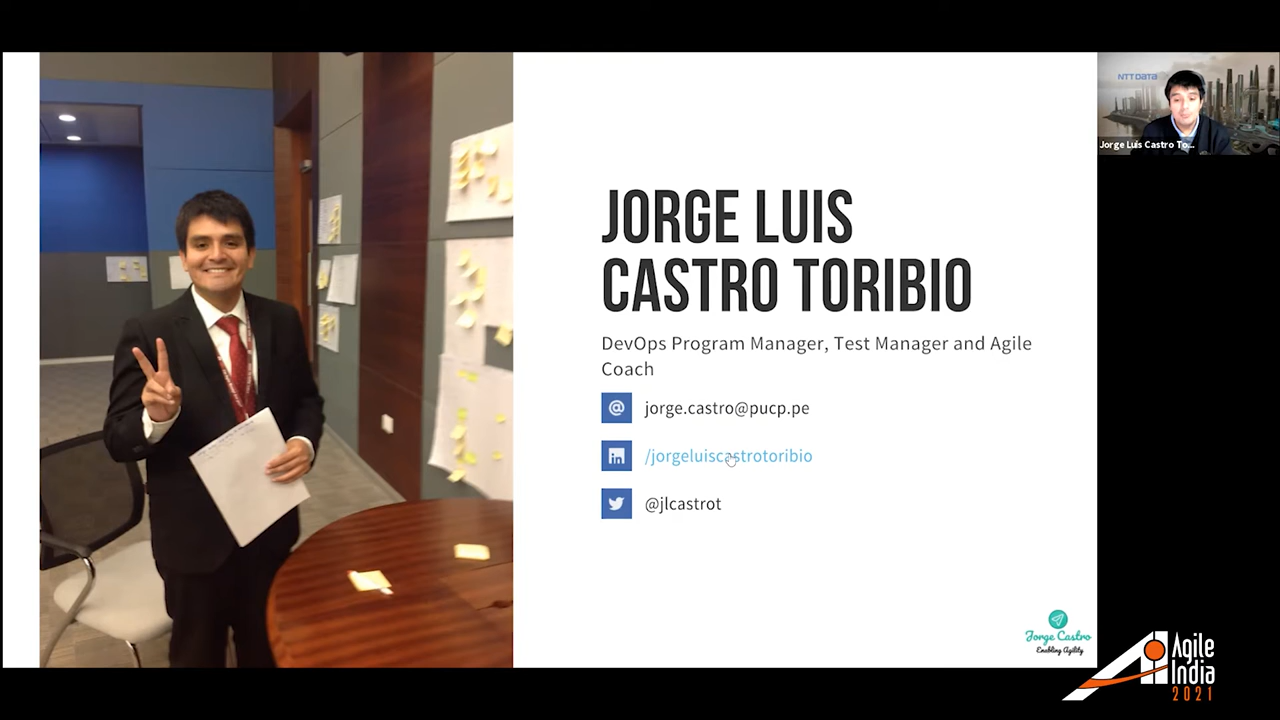 NTT DATA
Jorge Luis Castro To...
JORGE LUIS
CASTRO TORIBIO
DevOps Program Manager, Test Manager and Agile
Coach
@ jorge.castro@pucp.pe
in /jorgeluiscastrotoribio
@jlcastrot
Jorge Castro
Enabling Agility
Agile
India
2021